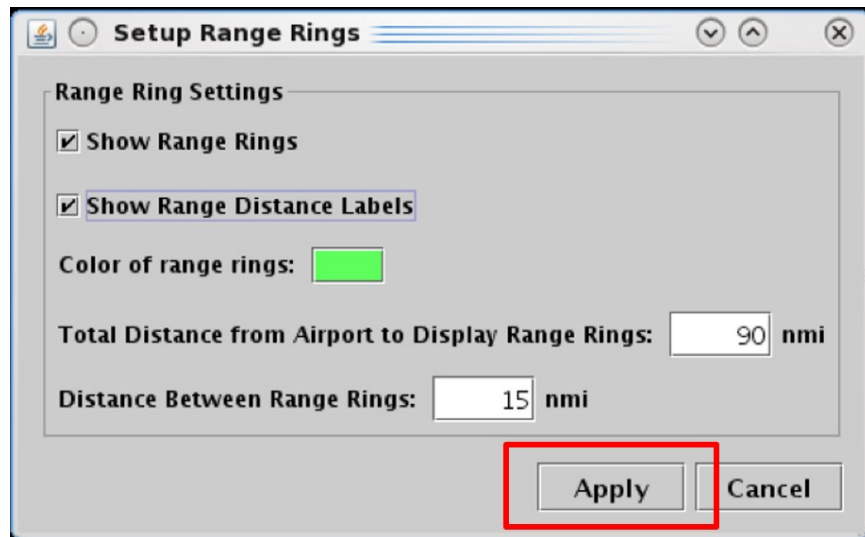 Setup Range Rings
Range Ring Settings
Show Range Rings
Show Range Distance Labels
Color of range rings:
Total Distance from Airport to Display Range Rings: 90 nmi
Distance Between Range Rings: 15 nmi
Apply Cancel